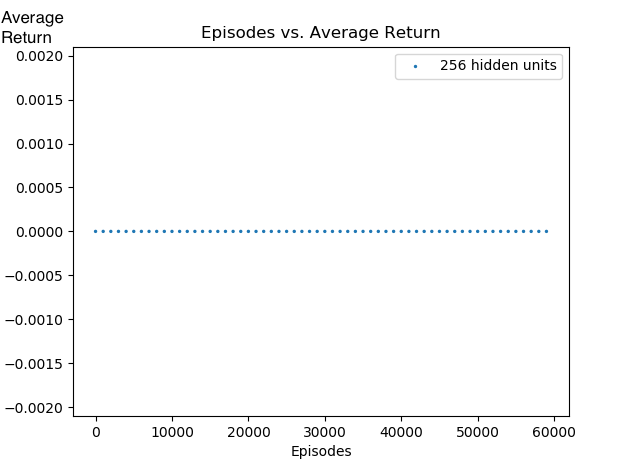 Average
Return
Episodes vs. Average Return
256 hidden units
0.0020
0.0015
0.0010
0.0005
0.0000
−0.0005
−0.0010
−0.0015
−0.0020
0 10000 20000 30000 40000 50000 60000
Episodes